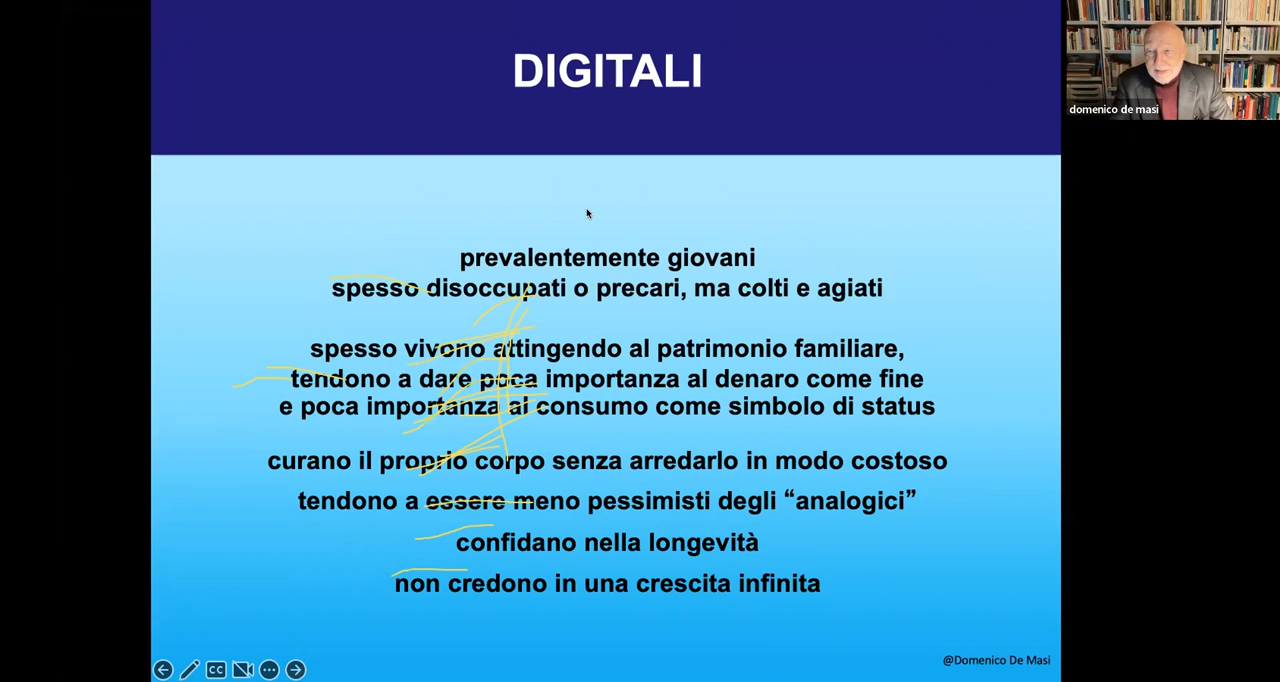 DIGITALI
domenico de masi
prevalentemente giovani
spesso disoccupati o precari, ma colti e agiati
spesso vivono attingendo al patrimonio familiare,
tendono a dare poca importanza al denaro come fine
e poca importanza al consumo come simbolo di status
curano il proprio corpo senza arredarlo in modo costoso
tendono a essere meno pessimisti degli “analogici”
confidano nella longevità
non credono in una crescita infinita
@Domenico De Masi
CC